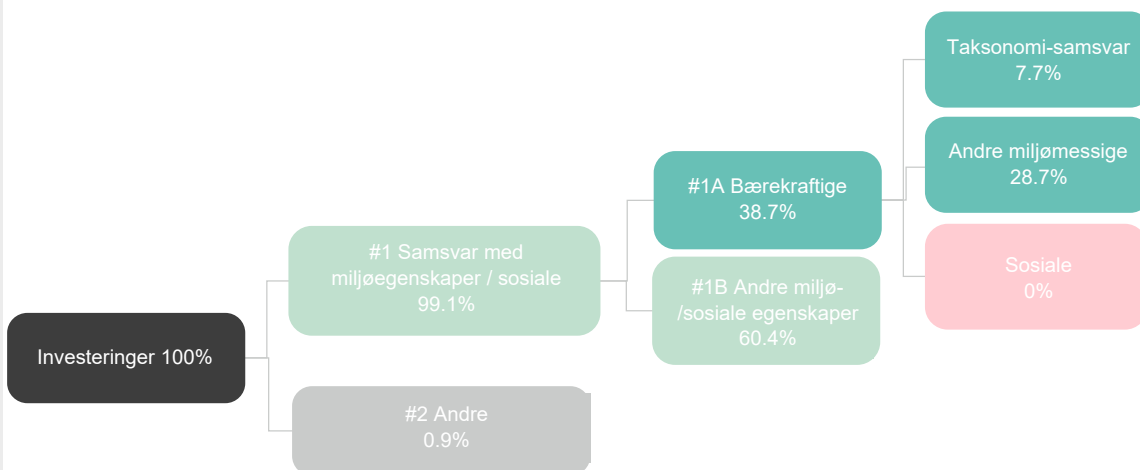 Taksonomi-samsvar
7.7%
Andre miljømessige
28.7%
#1A Bærekraftige
38.7%
Sosiale
0%
#1 Samsvar med
miljøegenskaper / sosiale
99.1%
#1B Andre miljø-
/sosiale egenskaper
60.4%
Investeringer 100%
#2 Andre
0.9%